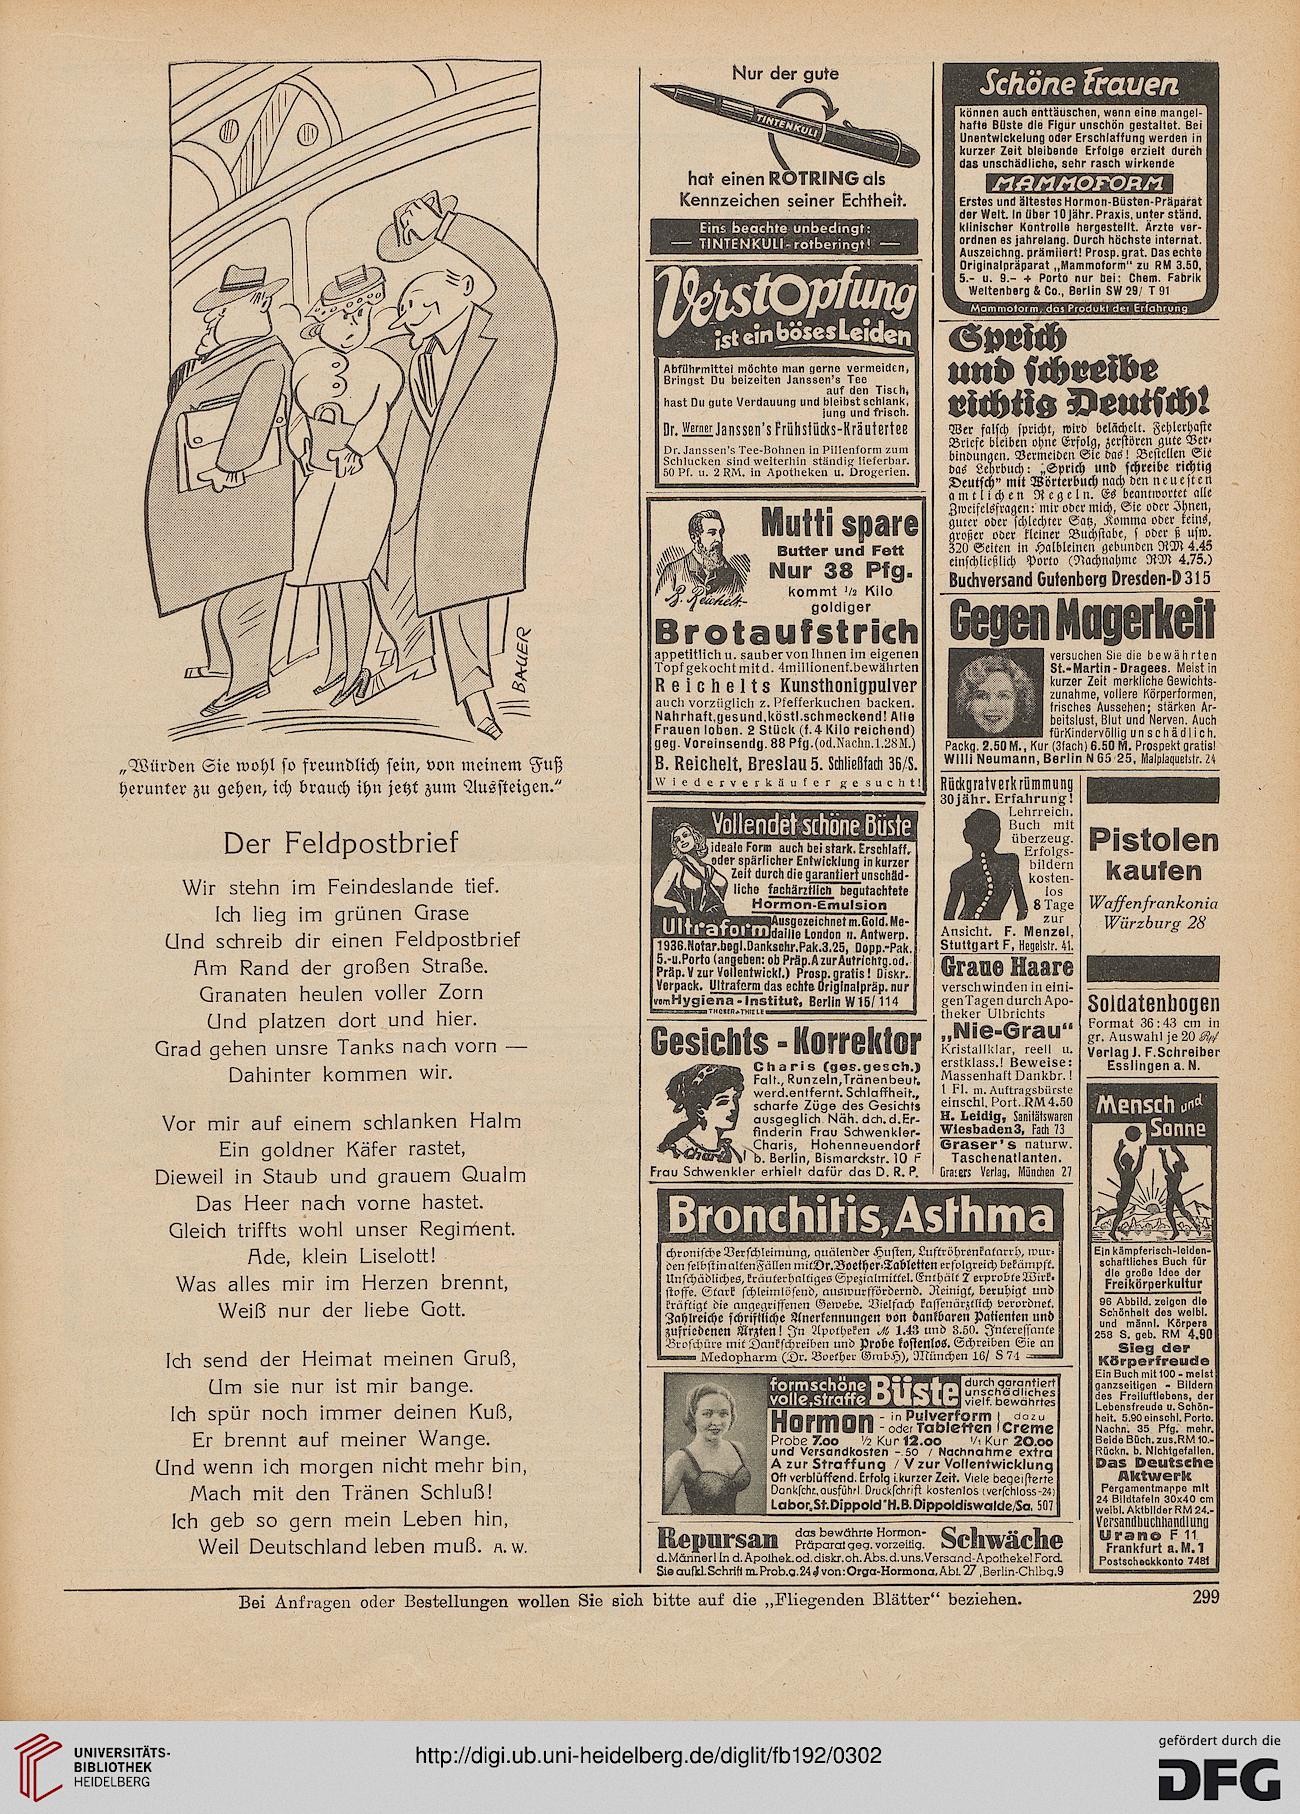 BAUER
„Würden Sie wohl so freundlich sein, von meinem Fuß
herunter zu gehen, ich brauch ihn jetzt zum Aussteigen.“
Der Feldpostbrief
Wir stehn im Feindeslande tief.
Ich lieg im grünen Grase
Und schreib dir einen Feldpostbrief
Am Rand der großen Straße.
Granaten heulen voller Zorn
Und platzen dort und hier.
Grad gehen unsre Tanks nach vorn —
Dahinter kommen wir.
Vor mir auf einem schlanken Halm
Ein goldner Käfer rastet,
Dieweil in Staub und grauem Qualm
Das Heer nach vorne hastet.
Gleich triffts wohl unser Regiment.
Ade, klein Liselott!
Was alles mir im Herzen brennt,
Weiß nur der liebe Gott.
Ich send der Heimat meinen Gruß,
Um sie nur ist mir bange.
Ich spür noch immer deinen Kuß,
Er brennt auf meiner Wange.
Und wenn ich morgen nicht mehr bin,
Mach mit den Tränen Schluß!
Ich geb so gern mein Leben hin,
Weil Deutschland leben muß. A. W.
Nur der gute
TINTENKULI
hat einen ROTRING als
Kennzeichen seiner Echtheit.
Eins beachte unbedingt:
— TINTENKULI-rotberingt! —
Verstopfung
ist ein böses Leiden
Abführmittel möchte man gerne vermeiden,
Bringst Du beizeiten Janssen's Tee
auf den Tisch,
hast Du gute Verdauung und bleibst schlank,
jung und frisch.
Dr. Werner Janssen's Frühstücks-Kräutertee
Dr. Janssen's Tee-Bohnen in Pillenform zum
Schlucken sind weiterhin ständig lieferbar.
50 Pf. u. 2 RM. in Apotheken u. Drogerien.
Mutti spare
Butter und Fett
Nur 38 Pfg.
kommt ½ Kilo
goldiger
B. Reichelt.
Brotaufstrich
appetitlich u. sauber von Ihnen im eigenen
Topf gekocht mit d. 4millionenf. bewährten
Reichelts Kunsthonigpulver
auch vorzüglich z. Pfefferkuchen backen.
Nahrhaft, gesund, köstl. schmeckend! Alle
Frauen loben. 2 Stück (f. 4 Kilo reichend)
geg. Voreinsendg. 88 Pfg. (od. Nachn. 1.28 M.)
B. Reichelt, Breslau 5. Schließfach 36/S.
Wiederverkäufer gesucht!
Vollendet schöne Büste
ideale Form auch bei stark. Erschlaff.
oder spärlicher Entwicklung in kurzer
Zeit durch die garantiert unschäd-
liche fachärztlich begutachtete
Hormon-Emulsion
Ultraform Ausgezeichnet m. Gold. Me-
daille London u. Antwerp.
1936. Notar. begl. Dankschr. Pak. 3.25, Dopp.-Pak.
5.- u. Porto (angeben: ob Präp. A zur Aufrichtg. od.
Präp. V zur Vollentwickl.) Prosp. gratis! Diskr.
Verpack. Ultraform das echte Originalpräp. nur
vom Hygiena-Institut, Berlin W 15/ 114
THOSER & THIELE
Gesichts-Korrektor
Charis (ges. gesch.)
Falt., Runzeln, Tränenbeut.
werd. entfernt. Schlaffheit.,
scharfe Züge des Gesichts
ausgeglich. Näh. dch. d. Er-
finderin Frau Schwenkler-
Charis, Hohenneuendorf
b. Berlin, Bismarckstr. 10 F
Charis
Frau Schwenkler erhielt dafür das D. R. P.
Bronchitis, Asthma
chronische Verschleimung, quälender Husten, Luftröhrenkatarrh, wur-
den selbst in alten Fällen mit Dr. Boether-Tabletten erfolgreich bekämpft.
Unschädliches, kräuterhaltiges Spezialmittel. Enthält 7 erprobte Wirk-
stoffe. Stark schleimlösend, auswurffördernd. Reinigt, beruhigt und
kräftigt die angegriffenen Gewebe. Vielfach kassenärztlich verordnet.
Zahlreiche schriftliche Anerkennungen von dankbaren Patienten und
zufriedenen Ärzten! In Apotheken ℳ 1.43 und 3.50. Interessante
Broschüre mit Dankschreiben und Probe kostenlos. Schreiben Sie an
Medopharm (Dr. Boether GmbH), München 16/ S 74
formschöne volle, straffe Büste durch garantiert unschädliches vielf. bewährtes
Hormon - in Pulverform - oder Tabletten dazu Creme
Probe 7.00 ½ Kur 12.00 1/1 Kur 20.00
und Versandkosten -50 / Nachnahme extra
A zur Straffung / V zur Vollentwicklung
Oft verblüffend. Erfolg i. kurzer Zeit. Viele begeisterte
Dankschr., ausführl. Druckschrift kostenlos (verschloss -24)
Labor. St. Dippold H.B. Dippoldiswalde/Sa. 507
Repursan das bewährte Hormon-Präparat geg. vorzeitig. Schwäche
d. Männer! In d. Apothek. od. diskr. oh. Abs. d. uns. Versand-Apotheke! Ford.
Sie aufkl. Schrift m. Prob. g. 24 ₰ von: Orga-Hormona, Abt. 27, Berlin-Chlbg. 9
Schöne Frauen
können auch enttäuschen, wenn eine mangel-
hafte Büste die Figur unschön gestaltet. Bei
Unentwickelung oder Erschlaffung werden in
kurzer Zeit bleibende Erfolge erzielt durch
das unschädliche, sehr rasch wirkende
MAMMOFORM
Erstes und ältestes Hormon-Büsten-Präparat
der Welt. In über 10 jähr. Praxis, unter ständ.
klinischer Kontrolle hergestellt. Ärzte ver-
ordnen es jahrelang. Durch höchste internat.
Auszeichng. prämiiert! Prosp. grat. Das echte
Originalpräparat „Mammoform“ zu RM 3.50,
5.- u. 9.- + Porto nur bei: Chem. Fabrik
Weltenberg & Co., Berlin SW 29/ T 91
Mammoform, das Produkt der Erfahrung
Sprich
und schreibe
richtig Deutsch!
Wer falsch spricht, wird belächelt. Fehlerhafte
Briefe bleiben ohne Erfolg, zerstören gute Ver-
bindungen. Vermeiden Sie das! Bestellen Sie
das Lehrbuch: „Sprich und schreibe richtig
Deutsch“ mit Wörterbuch nach den neuesten
amtlichen Regeln. Es beantwortet alle
Zweifelsfragen: mir oder mich, Sie oder Ihnen,
guter oder schlechter Satz, Komma oder keins,
großer oder kleiner Buchstabe, s oder ß usw.
320 Seiten in Halbleinen gebunden RM 4.45
einschließlich Porto (Nachnahme RM 4.75.)
Buchversand Gutenberg Dresden-D 315
Gegen Magerkeit
versuchen Sie die bewährten
St.-Martin-Dragees. Meist in
kurzer Zeit merkliche Gewichts-
zunahme, vollere Körperformen,
frisches Aussehen; stärken Ar-
beitslust, Blut und Nerven. Auch
für Kinder völlig unschädlich.
Packg. 2.50 M., Kur (3fach) 6.50 M. Prospekt gratis!
Willi Neumann, Berlin N 65 25, Malplaquetstr. 24
Rückgratverkrümmung
30 jähr. Erfahrung!
Lehrreich.
Buch mit
überzeug.
Erfolgs-
bildern
kosten-
los
8 Tage
zur
Ansicht. F. Menzel,
Stuttgart F, Hegelstr. 41.
Graue Haare
verschwinden in eini-
gen Tagen durch Apo-
theker Ulbrichts
„Nie-Grau“
Kristallklar, reell u.
erstklass.! Beweise:
Massenhaft Dankbr.!
1 Fl. m. Auftragsbürste
einschl. Port. RM 4.50
H. Leidig, Sanitätswaren
Wiesbaden 3, Fach 73
Graser's naturw.
Taschenatlanten.
Grasers Verlag, München 27
Pistolen
kaufen
Waffenfrankonia
Würzburg 28
Soldatenbogen
Format 36:43 cm in
gr. Auswahl je 20 Rpf
Verlag J. F. Schreiber
Esslingen a. N.
Mensch und
Sonne
Ein kämpferisch-leiden-
schaftliches Buch für
die große Idee der
Freikörperkultur
96 Abbild. zeigen die
Schönheit des weibl.
und männl. Körpers
258 S. geb. RM 4.90
Sieg der
Körperfreude
Ein Buch mit 100 - meist
ganzseitigen - Bildern
des Freiluftlebens, der
Lebensfreude u. Schön-
heit. 5.90 einschl. Porto.
Nachn. 35 Pfg. mehr.
Beide Büch. zus. RM 10.-
Rückn. b. Nichtgefallen.
Das Deutsche
Aktwerk
Pergamentmappe mit
24 Bildtafeln 30x40 cm
weibl. Aktbilder RM 24.-
Versandbuchhandlung
Urano F 11
Frankfurt a. M. 1
Postscheckkonto 7481
Bei Anfragen oder Bestellungen wollen Sie sich bitte auf die „Fliegenden Blätter“ beziehen.
299
UNIVERSITÄTS-
BIBLIOTHEK
HEIDELBERG
http://digi.ub.uni-heidelberg.de/diglit/fb192/0302
gefördert durch die
DFG